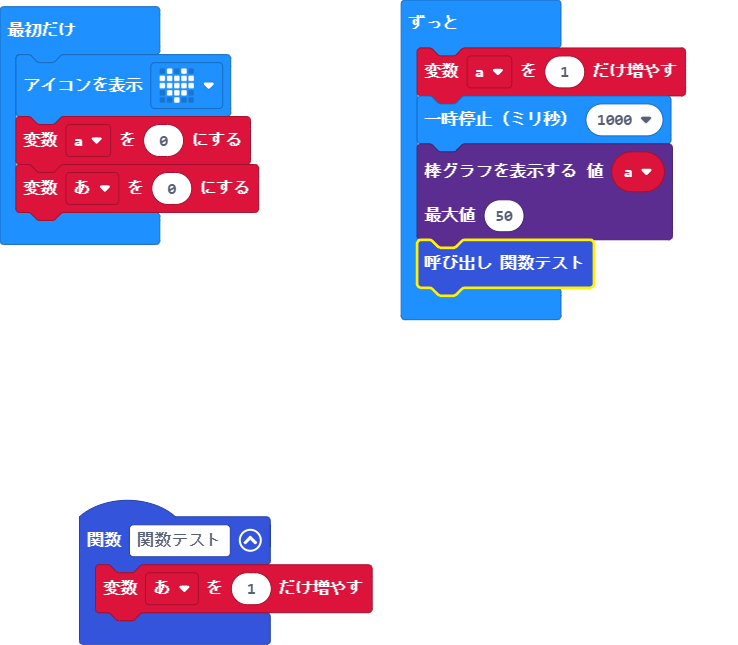 最初だけ
アイコンを表示
変数 a を 0 にする
変数 あ を 0 にする
ずっと
変数 a を 1 だけ増やす
一時停止（ミリ秒） 1000
棒グラフを表示する 値 a
最大値 50
呼び出し 関数テスト
関数 関数テスト
変数 あ を 1 だけ増やす